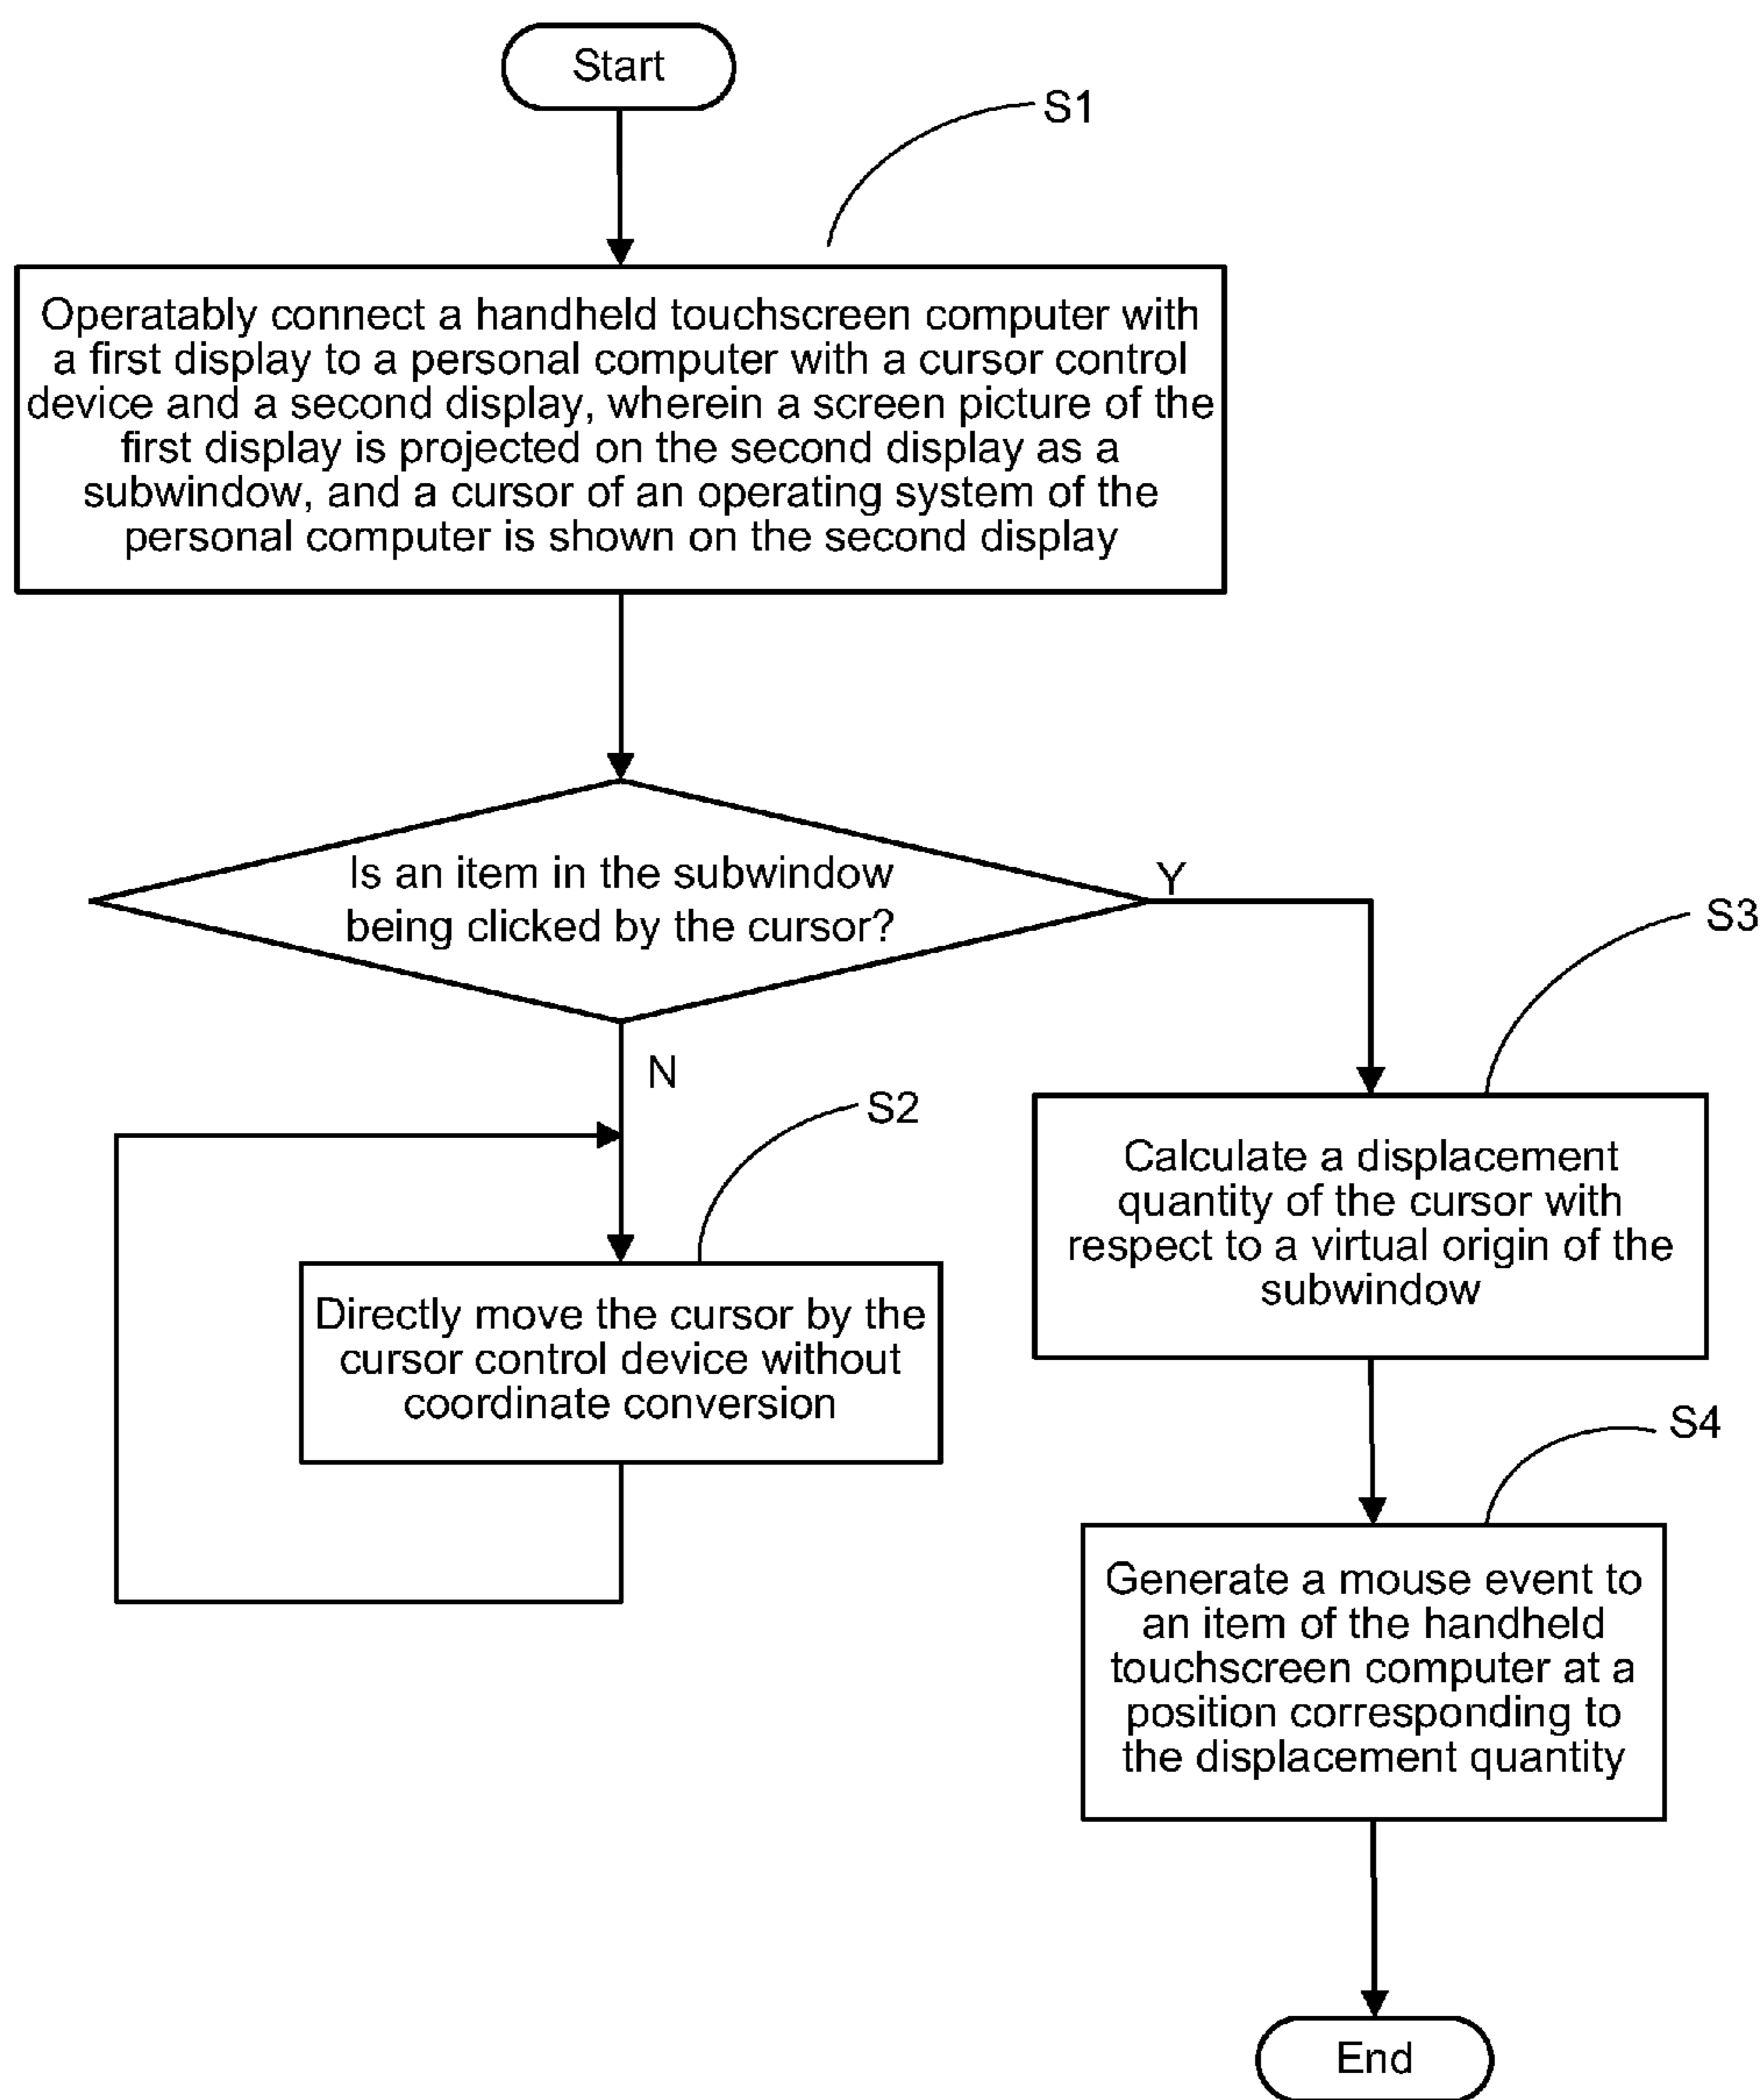 Start
S1
Operatably connect a handheld touchscreen computer with
a first display to a personal computer with a cursor control
device and a second display, wherein a screen picture of the
first display is projected on the second display as a
subwindow, and a cursor of an operating system of the
personal computer is shown on the second display
Is an item in the subwindow
being clicked by the cursor?
Y
N
S2
Directly move the cursor by the
cursor control device without
coordinate conversion
S3
Calculate a displacement
quantity of the cursor with
respect to a virtual origin of the
subwindow
S4
Generate a mouse event to
an item of the handheld
touchscreen computer at a
position corresponding to
the displacement quantity
End